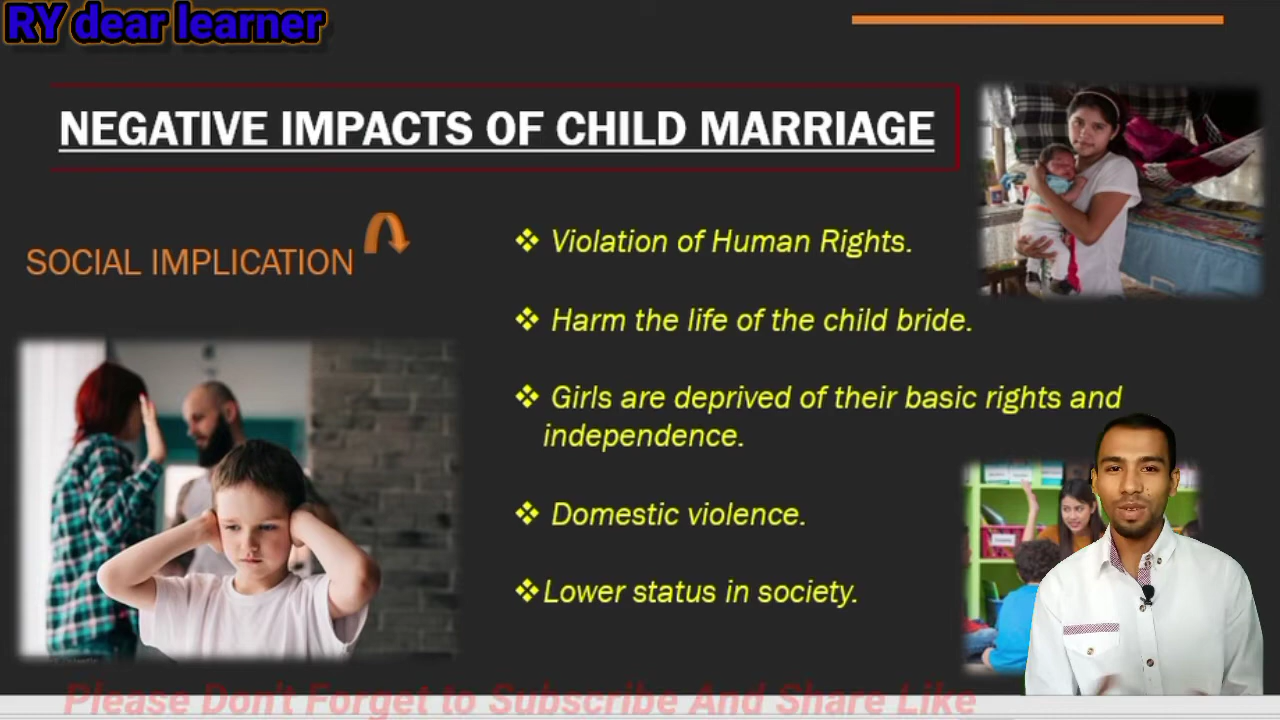 RY dear learner
NEGATIVE IMPACTS OF CHILD MARRIAGE
SOCIAL IMPLICATION
❖ Violation of Human Rights.
❖ Harm the life of the child bride.
❖ Girls are deprived of their basic rights and
independence.
❖ Domestic violence.
❖Lower status in society.
Please Don't Forget to Subscribe And Share Like